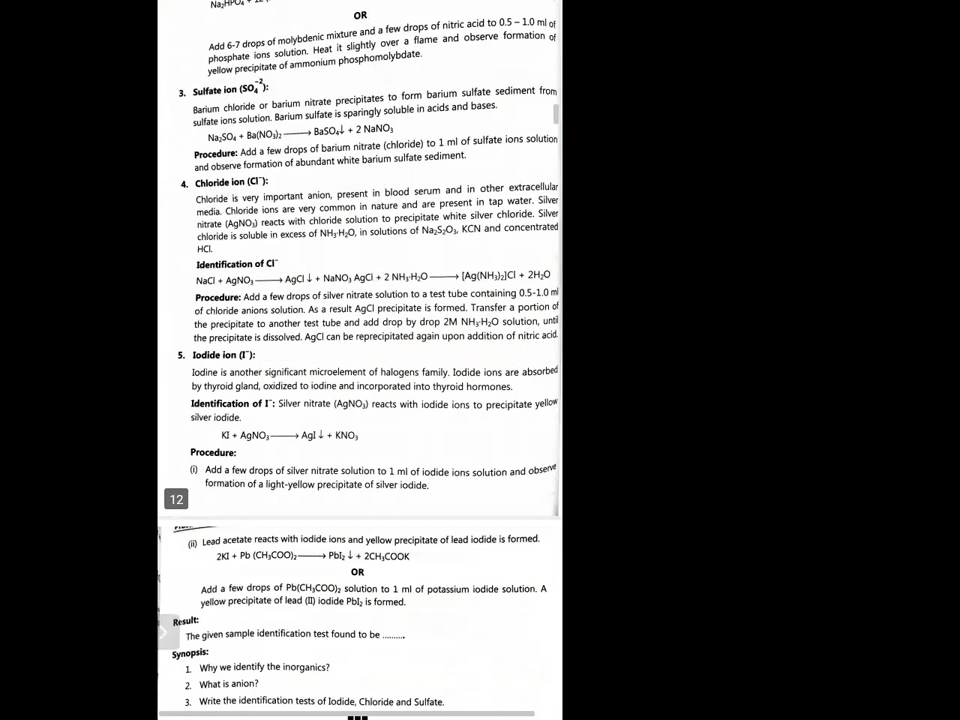 Na₂HPO₄ +
OR
Add 6-7 drops of molybdenic mixture and a few drops of nitric acid to 0.5 – 1.0 ml of
phosphate ions solution. Heat it slightly over a flame and observe formation of
yellow precipitate of ammonium phosphomolybdate.
3. Sulfate ion (SO₄⁻²):
Barium chloride or barium nitrate precipitates to form barium sulfate sediment from
sulfate ions solution. Barium sulfate is sparingly soluble in acids and bases.
Na₂SO₄ + Ba(NO₃)₂ ⟶ BaSO₄↓ + 2 NaNO₃
Procedure: Add a few drops of barium nitrate (chloride) to 1 ml of sulfate ions solution
and observe formation of abundant white barium sulfate sediment.
4. Chloride ion (Cl⁻):
Chloride is very important anion, present in blood serum and in other extracellular
media. Chloride ions are very common in nature and are present in tap water. Silver
nitrate (AgNO₃) reacts with chloride solution to precipitate white silver chloride. Silver
chloride is soluble in excess of NH₃·H₂O, in solutions of Na₂S₂O₃, KCN and concentrated
HCl.
Identification of Cl⁻
NaCl + AgNO₃ ⟶ AgCl ↓ + NaNO₃ AgCl + 2 NH₃·H₂O ⟶ [Ag(NH₃)₂]Cl + 2H₂O
Procedure: Add a few drops of silver nitrate solution to a test tube containing 0.5-1.0 ml
of chloride anions solution. As a result AgCl precipitate is formed. Transfer a portion of
the precipitate to another test tube and add drop by drop 2M NH₃·H₂O solution, until
the precipitate is dissolved. AgCl can be reprecipitated again upon addition of nitric acid.
5. Iodide ion (I⁻):
Iodine is another significant microelement of halogens family. Iodide ions are absorbed
by thyroid gland, oxidized to iodine and incorporated into thyroid hormones.
Identification of I⁻: Silver nitrate (AgNO₃) reacts with iodide ions to precipitate yellow
silver iodide.
KI + AgNO₃ ⟶ AgI ↓ + KNO₃
Procedure:
(i) Add a few drops of silver nitrate solution to 1 ml of iodide ions solution and observe
formation of a light-yellow precipitate of silver iodide.
12
(ii) Lead acetate reacts with iodide ions and yellow precipitate of lead iodide is formed.
2KI + Pb (CH₃COO)₂ ⟶ PbI₂ ↓ + 2CH₃COOK
OR
Add a few drops of Pb(CH₃COO)₂ solution to 1 ml of potassium iodide solution. A
yellow precipitate of lead (II) iodide PbI₂ is formed.
Result:
The given sample identification test found to be ..........
Synopsis:
1. Why we identify the inorganics?
2. What is anion?
3. Write the identification tests of Iodide, Chloride and Sulfate.